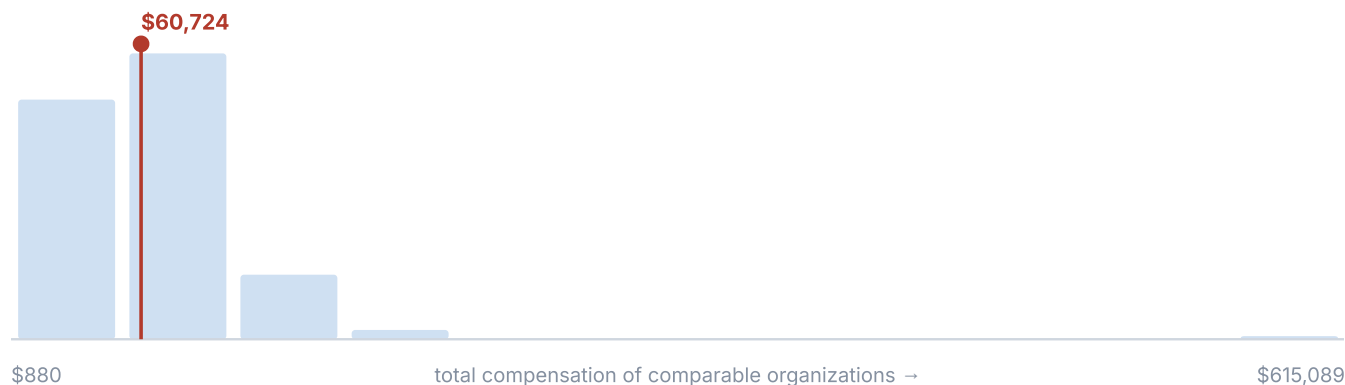 $60,724
$880 total compensation of comparable organizations → $615,089